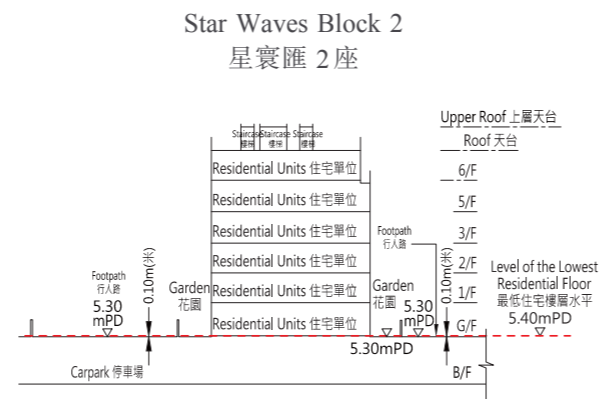 Star Waves Block 2
星寰匯 2 座
Upper Roof 上層天台
Staircase Staircase Staircase
樓梯 樓梯 樓梯
Roof 天台
Residential Units 住宅單位
6/F
Residential Units 住宅單位
5/F
Residential Units 住宅單位
3/F
Footpath
行人路
Residential Units 住宅單位
2/F
Level of the Lowest
Residential Floor
最低住宅樓層水平
5.40mPD
Footpath
行人路
5.30
mPD
0.10m(米)
Garden
花園
Residential Units 住宅單位
Garden
花園
5.30
mPD
0.10m(米)
1/F
Residential Units 住宅單位
G/F
5.30mPD
Carpark 停車場
B/F